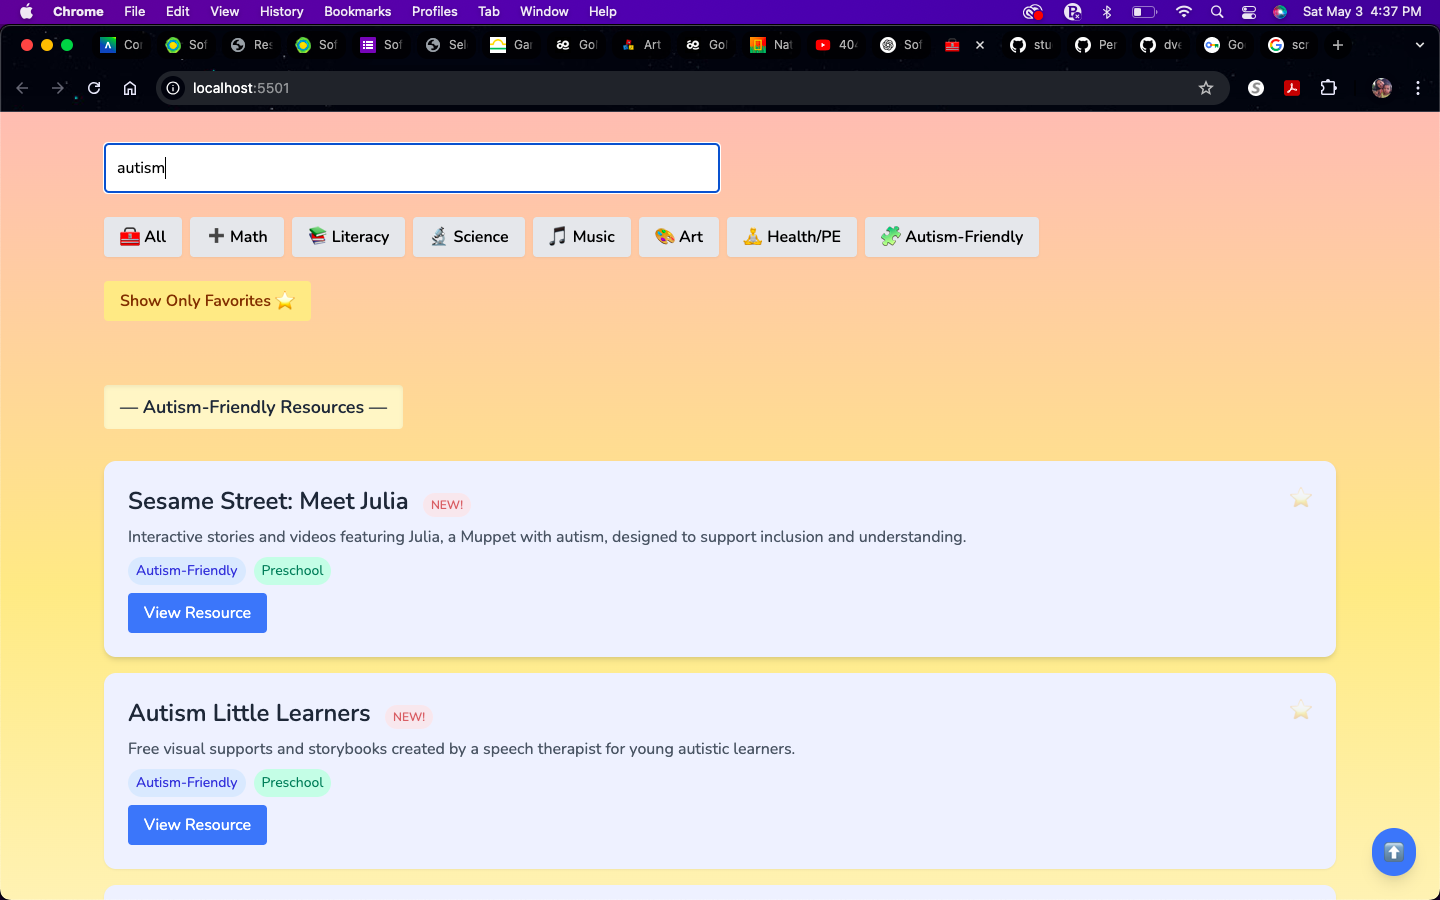 Chrome File Edit View History Bookmarks Profiles Tab Window Help Sat May 3 4:37 PM
Cor Sof Res Sof Sof Sel Gar Gol Art Gol Nat 404 Sof stu Per dve Go scr
localhost:5501
autism
All Math Literacy Science Music Art Health/PE Autism-Friendly
Show Only Favorites
— Autism-Friendly Resources —
Sesame Street: Meet Julia NEW!
Interactive stories and videos featuring Julia, a Muppet with autism, designed to support inclusion and understanding.
Autism-Friendly Preschool
View Resource
Autism Little Learners NEW!
Free visual supports and storybooks created by a speech therapist for young autistic learners.
Autism-Friendly Preschool
View Resource